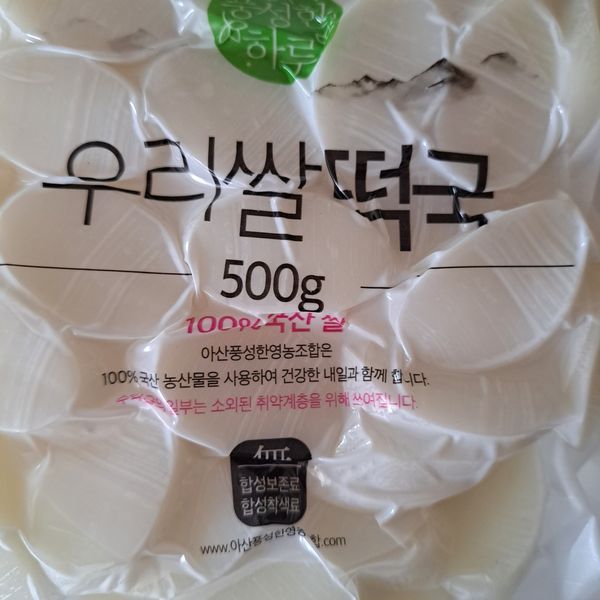 풍성한
하루
우리쌀떡국
500g
100% 국산 쌀
아산풍성한영농조합은
100% 국산 농산물을 사용하여 건강한 내일과 함께 합니다.
일부는 소외된 취약계층을 위해 쓰여집니다.
無
합성보존료
합성착색료
www.아산풍성한영농조합.com